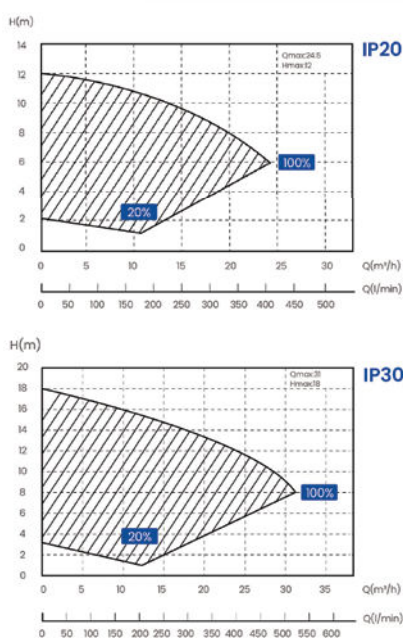 H(m)
IP20
14
Qmax:24.5
Hmax:12
12
10
8
6
100%
4
20%
2
0
0 5 10 15 20 25 30 Q(m³/h)
0 50 100 150 200 250 300 350 400 450 500 Q(l/min)
H(m)
IP30
20
Qmax:31
Hmax:18
18
16
14
12
10
8
100%
6
4
20%
2
0
0 5 10 15 20 25 30 35 Q(m³/h)
0 50 100 150 200 250 300 350 400 450 500 550 600 Q(l/min)